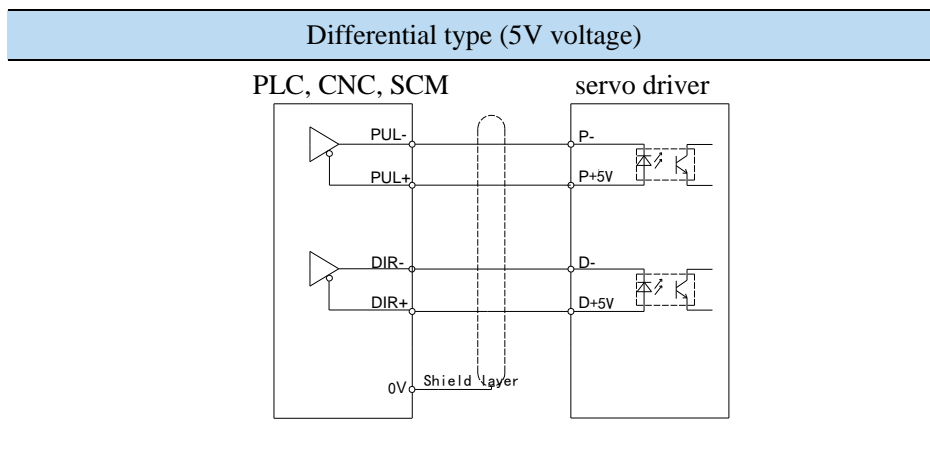 Differential type (5V voltage)
PLC, CNC, SCM
servo driver
PUL-
P-
PUL+
P+5V
DIR-
D-
DIR+
D+5V
0V
Shield layer